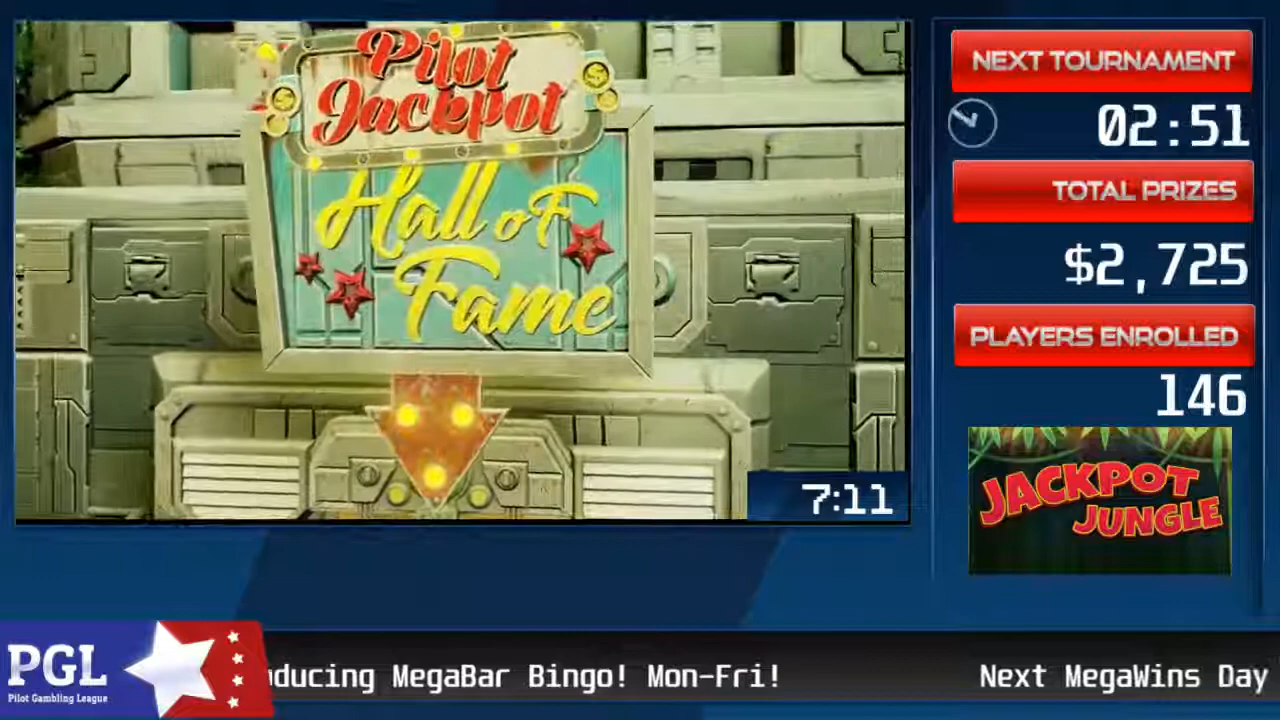 Pilot
Jackpot
Hall of
Fame
7:11
NEXT TOURNAMENT
02:51
TOTAL PRIZES
$2,725
PLAYERS ENROLLED
146
JACKPOT
JUNGLE
PGL
Pilot Gambling League
oducing MegaBar Bingo! Mon-Fri!
Next MegaWins Day